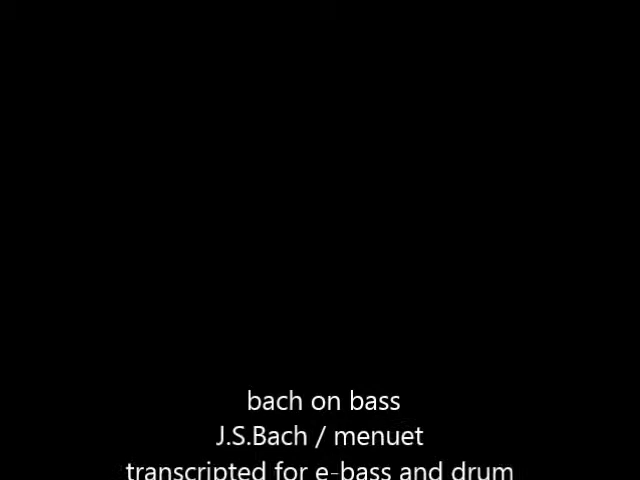 bach on bass
J.S.Bach / menuet
transcripted for e-bass and drum